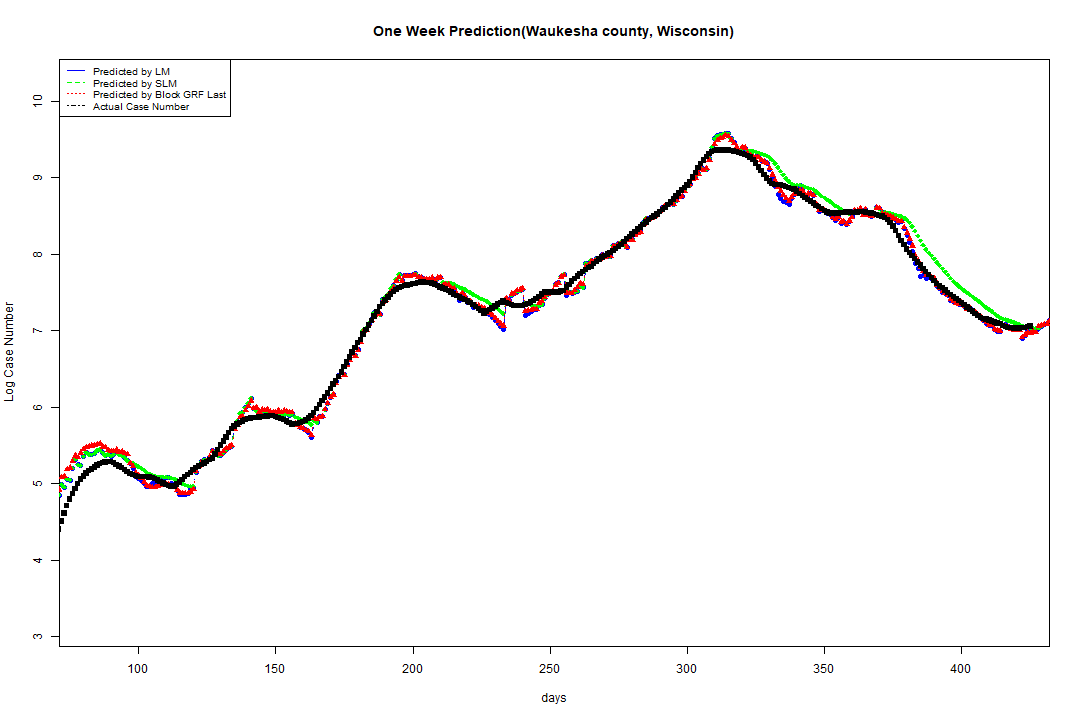 One Week Prediction(Waukesha county, Wisconsin)
Predicted by LM
Predicted by SLM
Predicted by Block GRF Last
Actual Case Number
10
9
8
7
6
5
4
3
Log Case Number
100 150 200 250 300 350 400
days